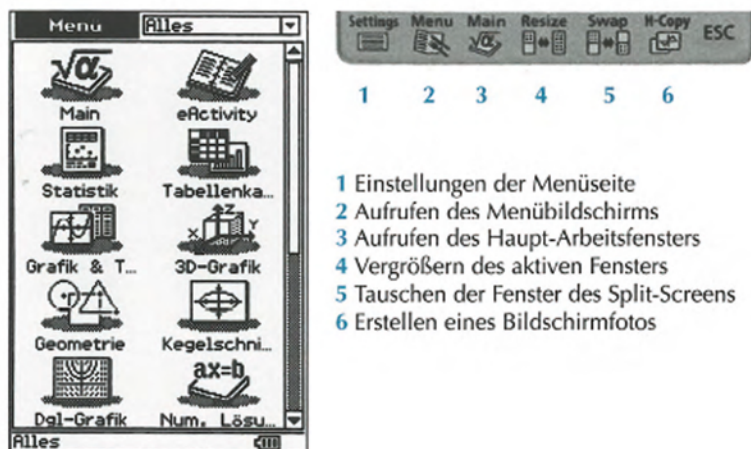 Menü Alles
Main eActivity
Statistik Tabellenka...
Grafik & T... 3D-Grafik
Geometrie Kegelschni...
Dgl-Grafik Num. Lösu...
Alles
Settings Menu Main Resize Swap H-Copy ESC
1 2 3 4 5 6
1 Einstellungen der Menüseite
2 Aufrufen des Menübildschirms
3 Aufrufen des Haupt-Arbeitsfensters
4 Vergrößern des aktiven Fensters
5 Tauschen der Fenster des Split-Screens
6 Erstellen eines Bildschirmfotos